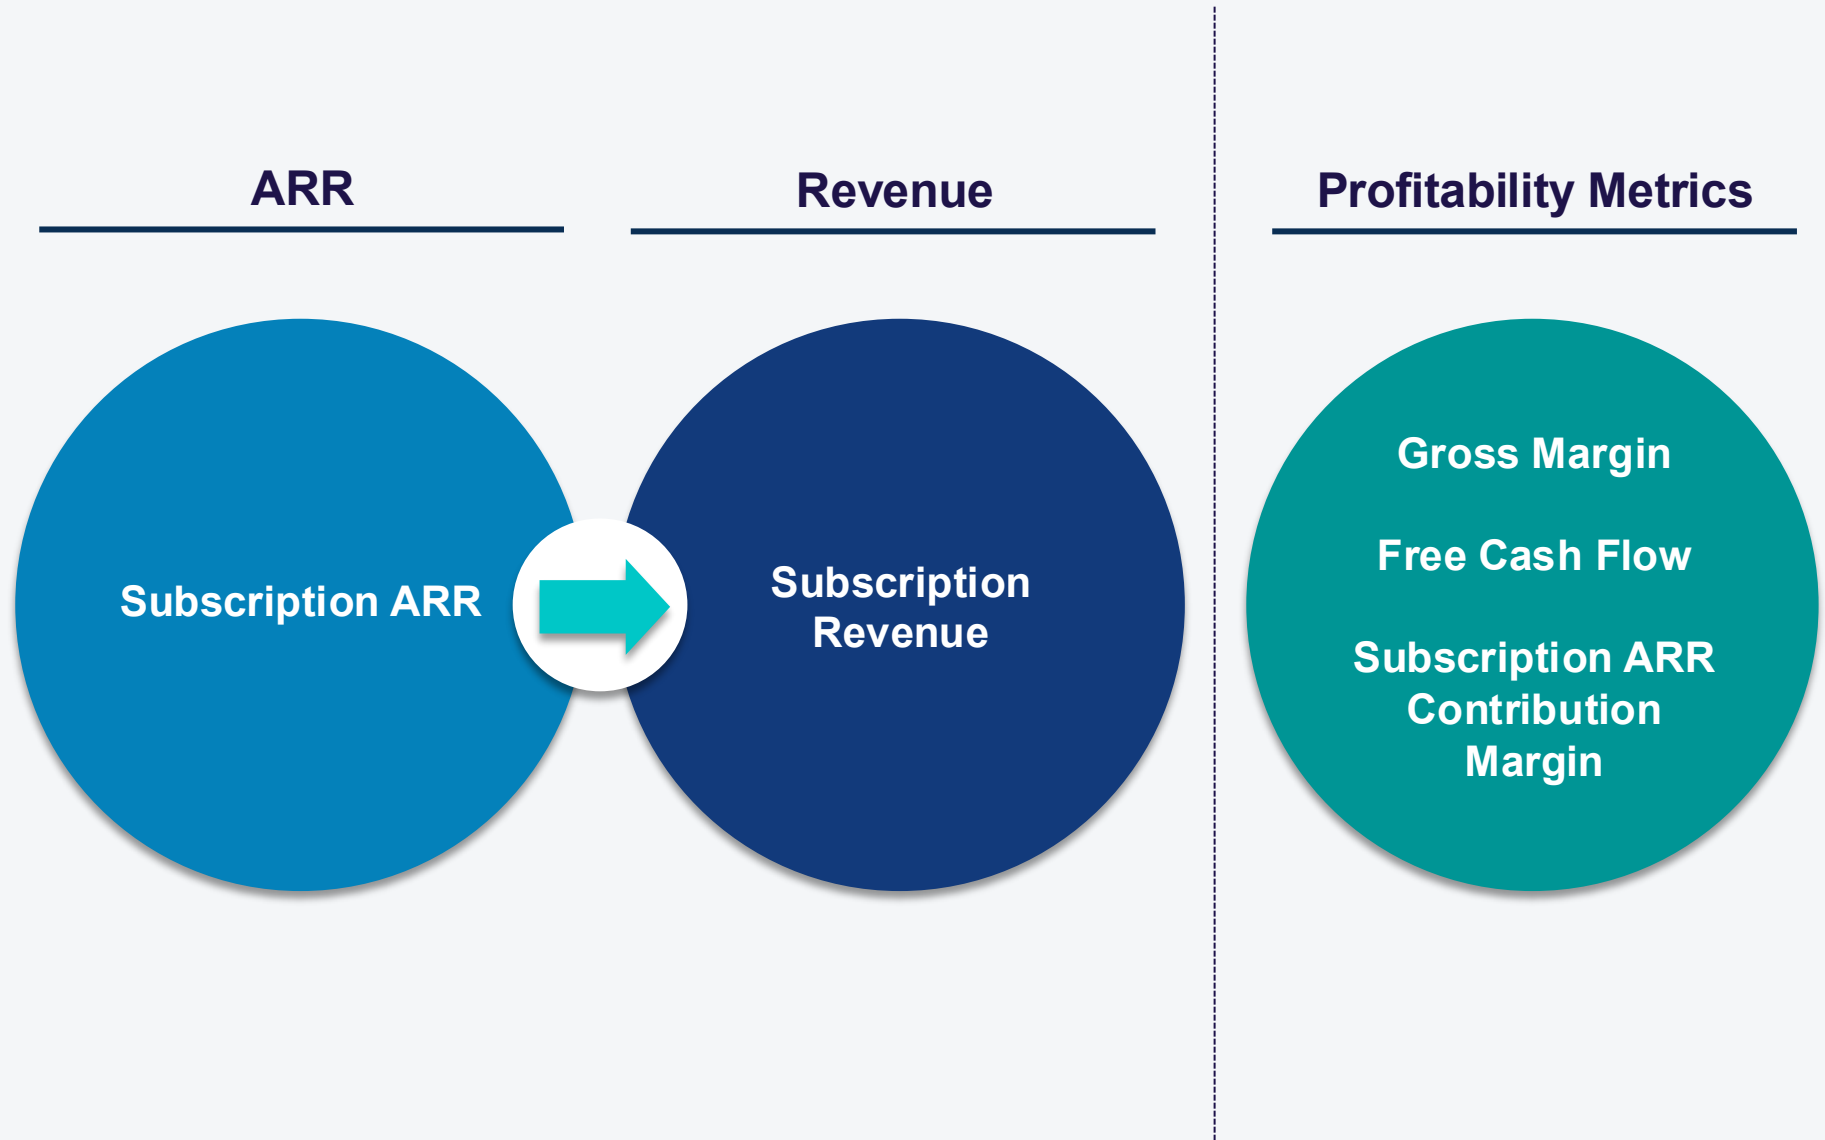 ARR
Revenue
Profitability Metrics
Subscription ARR
Subscription
Revenue
Gross Margin
Free Cash Flow
Subscription ARR
Contribution
Margin